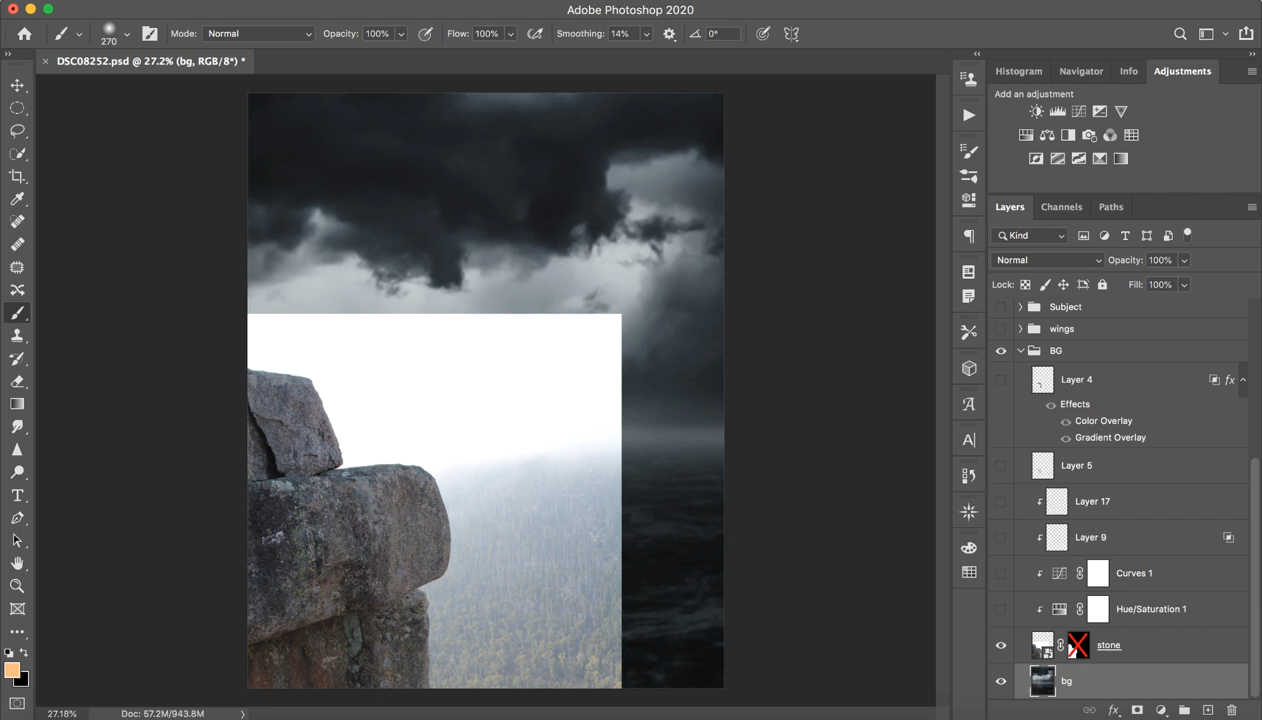 Adobe Photoshop 2020
270
Mode: Normal Opacity: 100% Flow: 100% Smoothing: 14% 0°
DSC08252.psd @ 27.2% (bg, RGB/8*) *
Histogram Navigator Info Adjustments
Add an adjustment
Layers Channels Paths
Kind
Normal Opacity: 100%
Lock: Fill: 100%
Subject
wings
BG
Layer 4 fx
Effects
Color Overlay
Gradient Overlay
Layer 5
Layer 17
Layer 9
Curves 1
Hue/Saturation 1
stone
bg
27.18% Doc: 57.2M/943.8M
fx